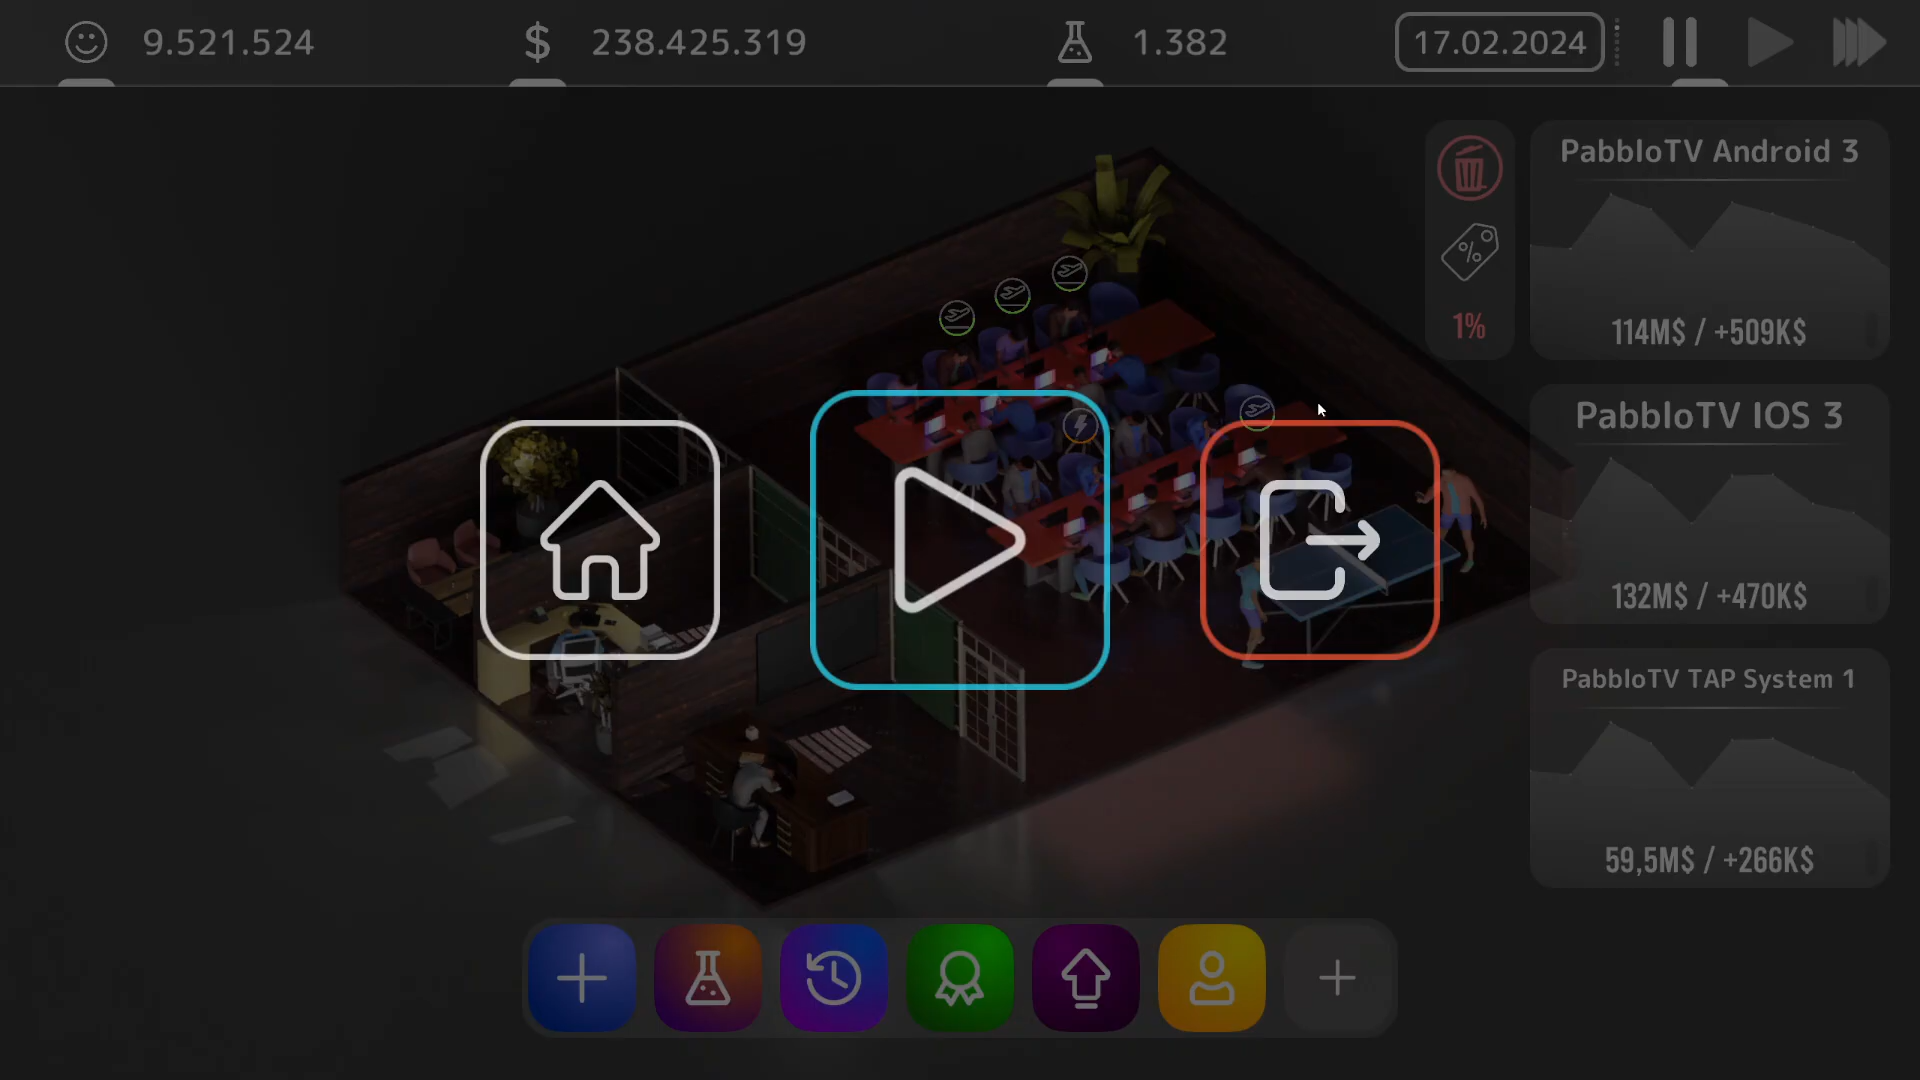 9.521.524
$ 238.425.319
1.382
17.02.2024
PabbloTV Android 3
%
1%
114M$ / +509K$
PabbloTV IOS 3
132M$ / +470K$
PabbloTV TAP System 1
59,5M$ / +266K$